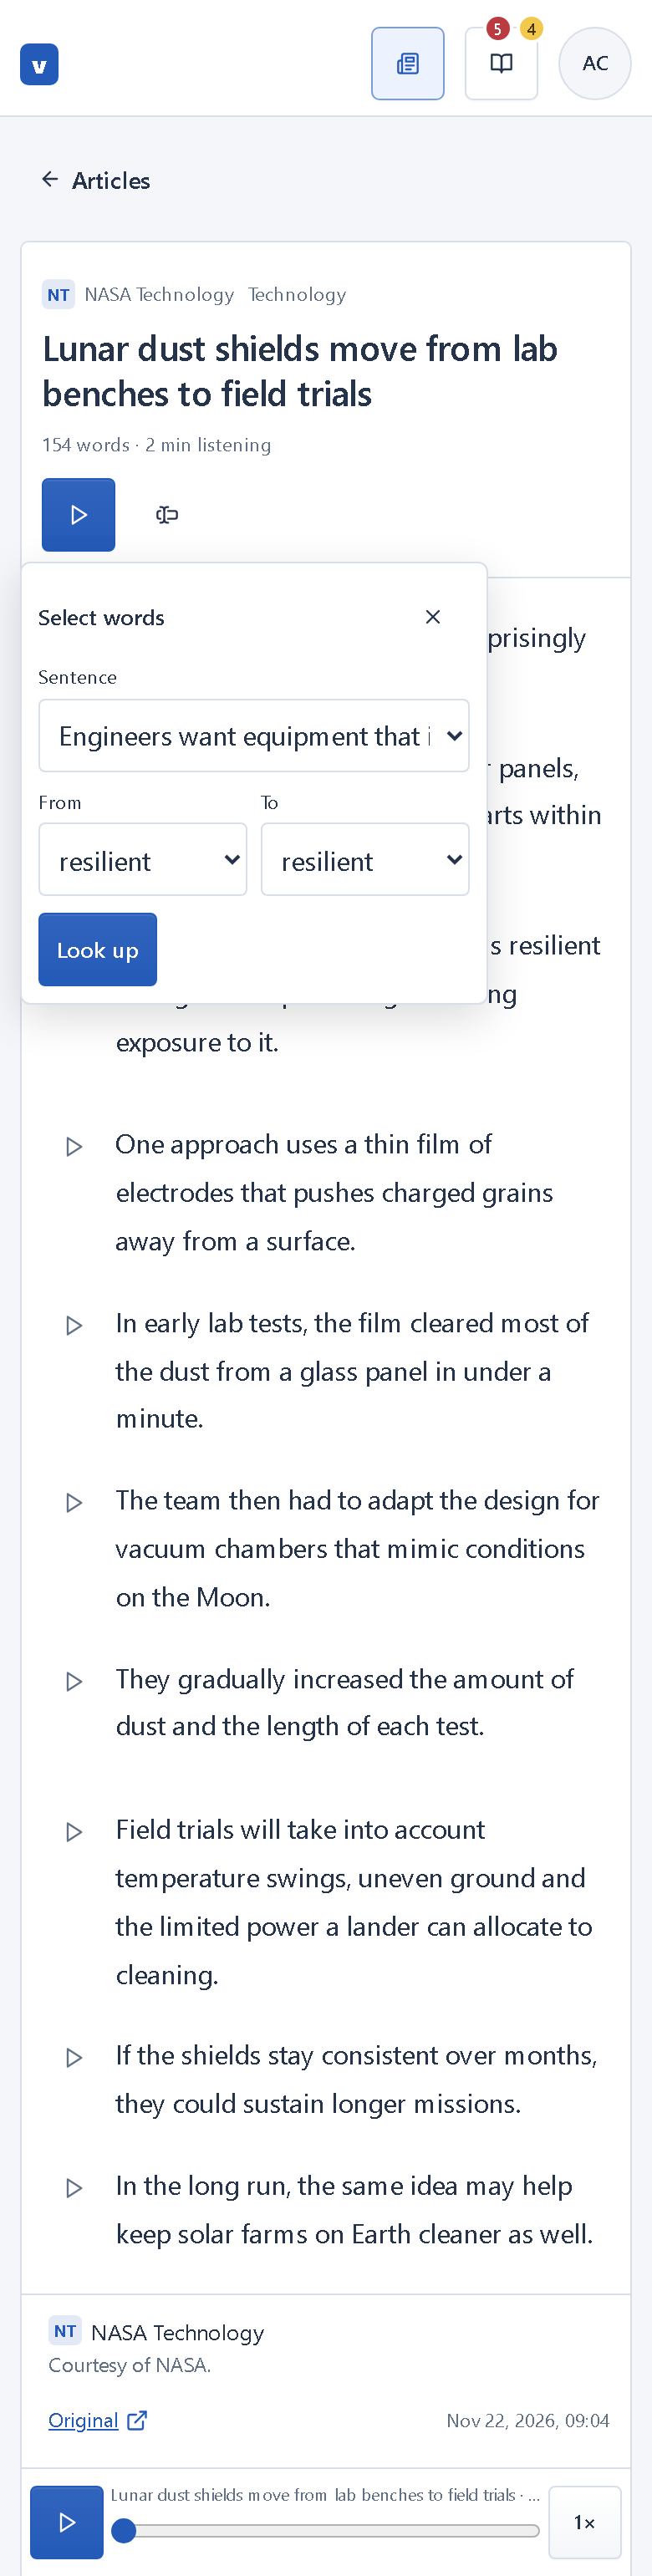 v
5
4
AC
Articles
NT NASA Technology Technology
Lunar dust shields move from lab
benches to field trials
154 words · 2 min listening
Select words
prisingly
Sentence
Engineers want equipment that
panels,
From
To
arts within
resilient
resilient
Look up
s resilient
ng
exposure to it.
One approach uses a thin film of
electrodes that pushes charged grains
away from a surface.
In early lab tests, the film cleared most of
the dust from a glass panel in under a
minute.
The team then had to adapt the design for
vacuum chambers that mimic conditions
on the Moon.
They gradually increased the amount of
dust and the length of each test.
Field trials will take into account
temperature swings, uneven ground and
the limited power a lander can allocate to
cleaning.
If the shields stay consistent over months,
they could sustain longer missions.
In the long run, the same idea may help
keep solar farms on Earth cleaner as well.
NT NASA Technology
Courtesy of NASA.
Original
Nov 22, 2026, 09:04
Lunar dust shields move from lab benches to field trials · ...
1×